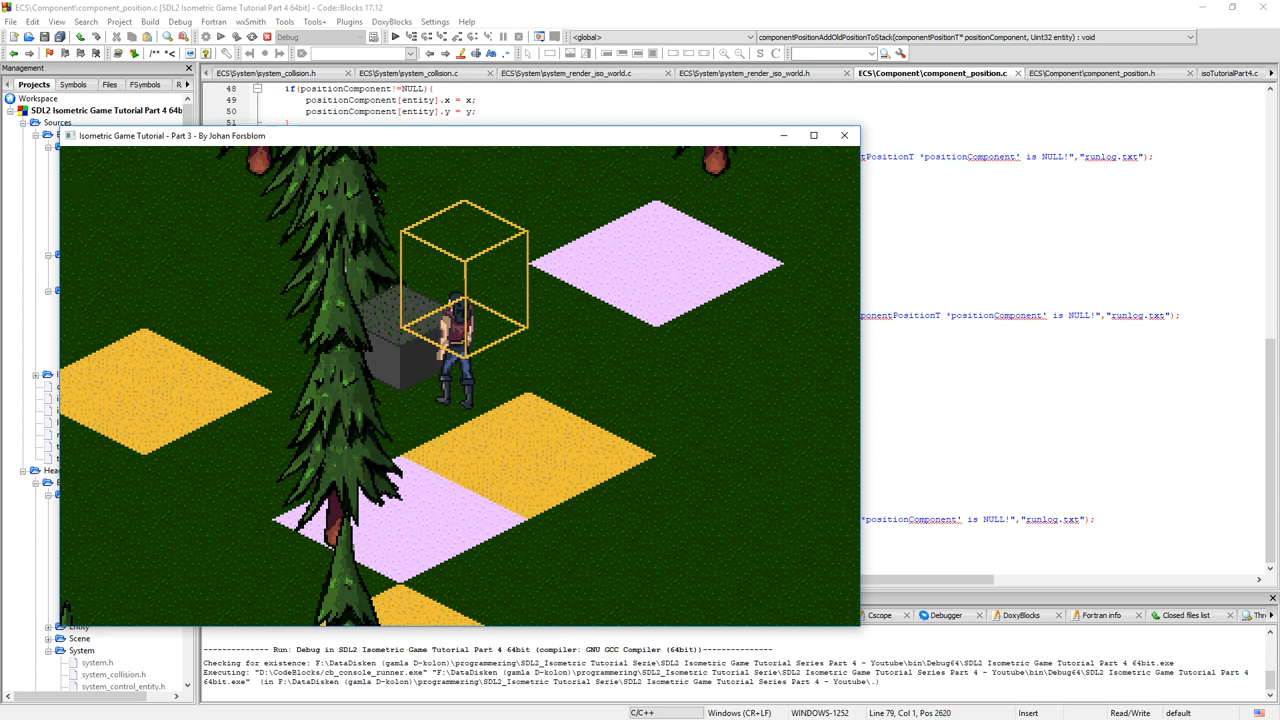 ECS\Component\component_position.c [SDL2 Isometric Game Tutorial Part 4 64bit] - Code::Blocks 17.12
File Edit View Search Project Build Debug Fortran wxSmith Tools Tools+ Plugins DoxyBlocks Settings Help
Debug
<global>
componentPositionAddOldPositionToStack(componentPositionT* positionComponent, Uint32 entity) : void
Management
ECS\System\system_collision.h ECS\System\system_collision.c ECS\System\system_render_iso_world.c ECS\System\system_render_iso_world.h ECS\Component\component_position.c ECS\Component\component_position.h isoTutorialPart4.c
Projects Symbols Files FSymbols R
Workspace
SDL2 Isometric Game Tutorial Part 4 64b
Sources
48 if(positionComponent!=NULL){
49 positionComponent[entity].x = x;
50 positionComponent[entity].y = y;
51 }
Isometric Game Tutorial - Part 3 - By Johan Forsblom
ntPositionT *positionComponent' is NULL!","runlog.txt");
ponentPositionT *positionComponent' is NULL!","runlog.txt");
*positionComponent' is NULL!","runlog.txt");
Hea
Entity
Scene
System
system.h
system_collision.h
system_control_entity.h
Cscope Debugger DoxyBlocks Fortran info Closed files list Thr
-------------- Run: Debug in SDL2 Isometric Game Tutorial Part 4 64bit (compiler: GNU GCC Compiler (64bit))---------------
Checking for existence: F:\DataDisken (gamla D-kolon)\programmering\SDL2_Isometric Tutorial Serie\SDL2 Isometric Game Tutorial Series Part 4 - Youtube\bin\Debug64\SDL2 Isometric Game Tutorial Part 4 64bit.exe
Executing: "D:\CodeBlocks/cb_console_runner.exe" "F:\DataDisken (gamla D-kolon)\programmering\SDL2_Isometric Tutorial Serie\SDL2 Isometric Game Tutorial Series Part 4 - Youtube\bin\Debug64\SDL2 Isometric Game Tutorial Part 4
64bit.exe" (in F:\DataDisken (gamla D-kolon)\programmering\SDL2_Isometric Tutorial Serie\SDL2 Isometric Game Tutorial Series Part 4 - Youtube\.)
C/C++ Windows (CR+LF) WINDOWS-1252 Line 79, Col 1, Pos 2620 Insert Read/Write default